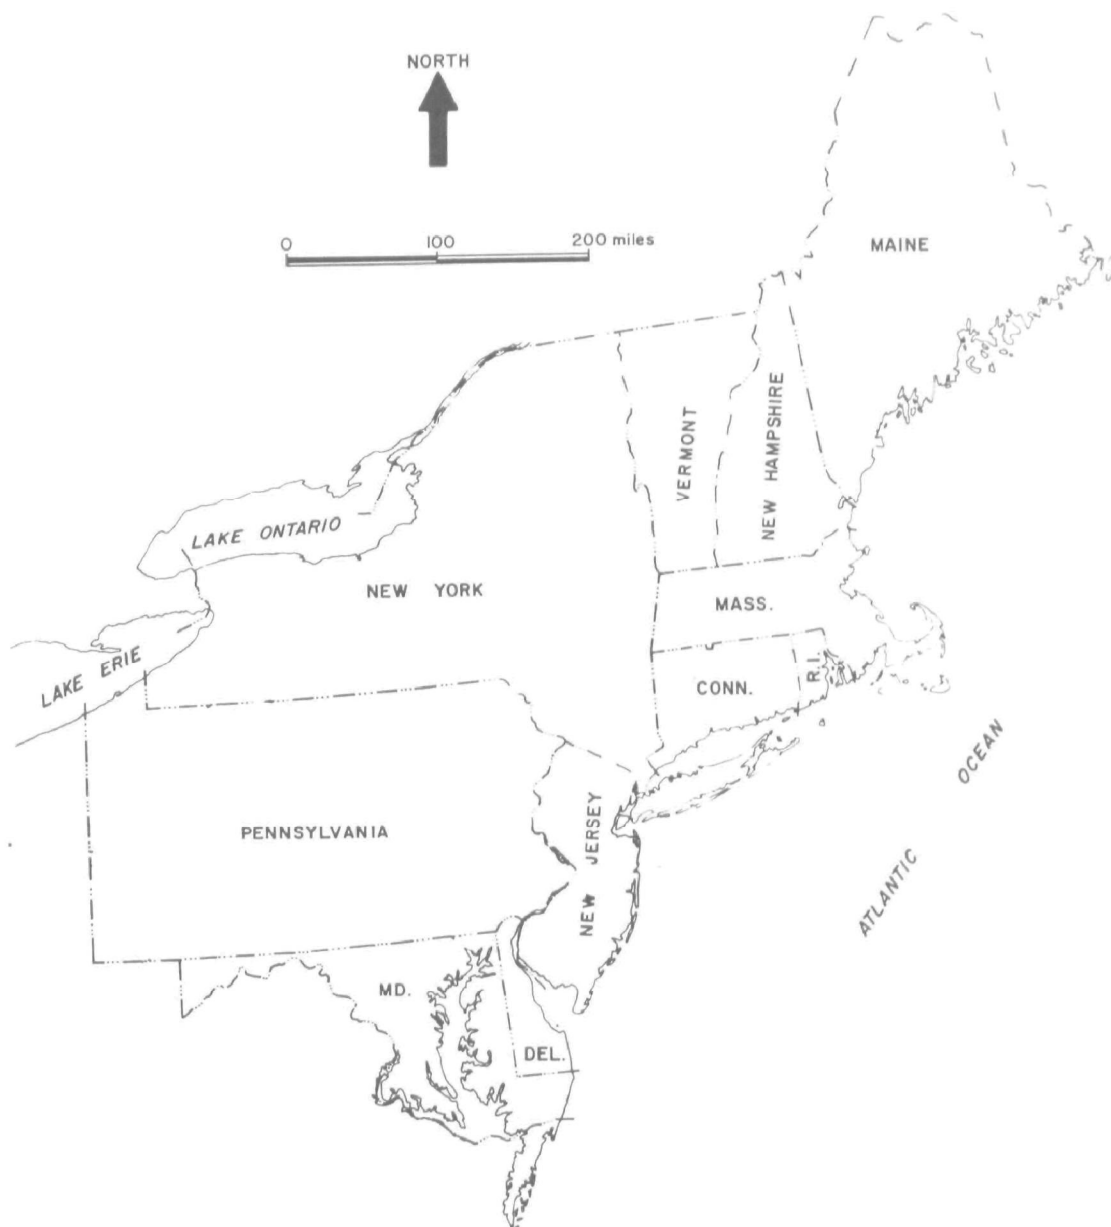 NORTH
0 100 200 miles
MAINE
VERMONT
NEW HAMPSHIRE
LAKE ONTARIO
NEW YORK
MASS.
LAKE ERIE
CONN.
R.I.
OCEAN
PENNSYLVANIA
NEW JERSEY
ATLANTIC
MD.
DEL.